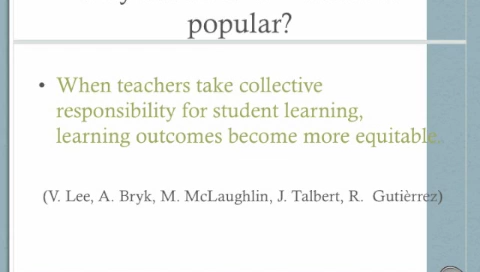 popular?
• When teachers take collective
responsibility for student learning,
learning outcomes become more equitable.
(V. Lee, A. Bryk, M. McLaughlin, J. Talbert, R. Gutièrrez)